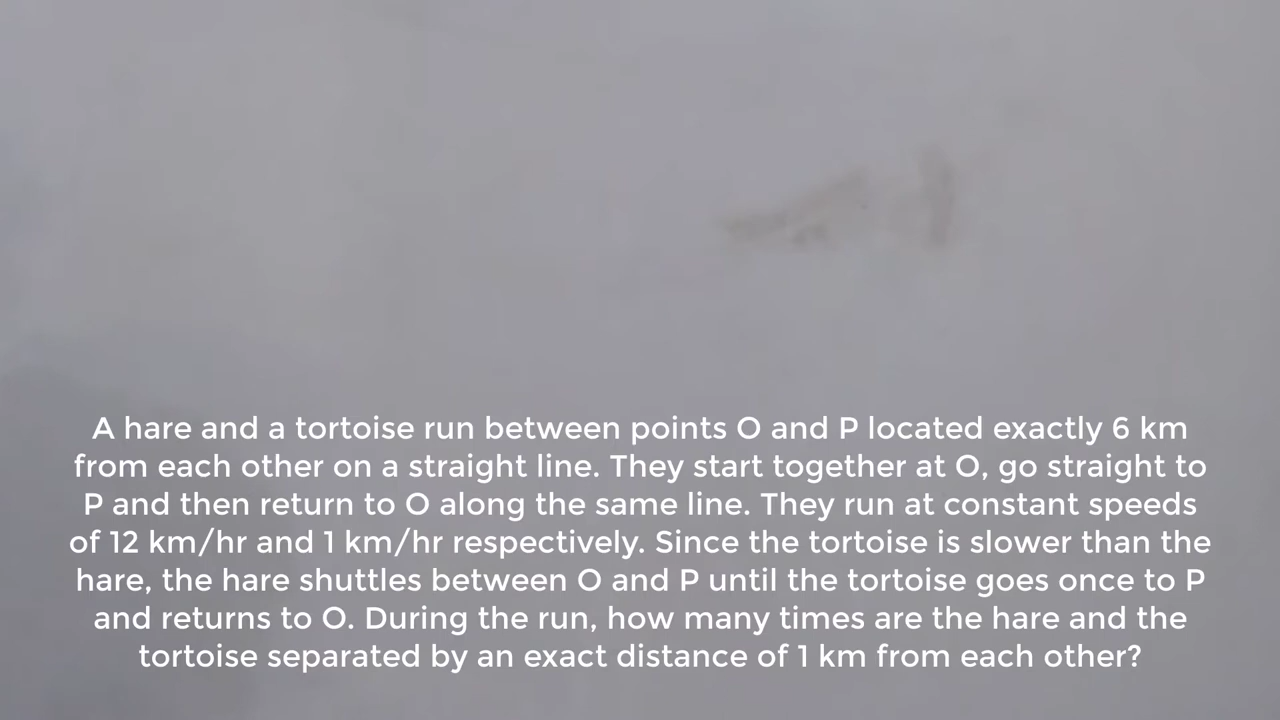 A hare and a tortoise run between points O and P located exactly 6 km
from each other on a straight line. They start together at O, go straight to
P and then return to O along the same line. They run at constant speeds
of 12 km/hr and 1 km/hr respectively. Since the tortoise is slower than the
hare, the hare shuttles between O and P until the tortoise goes once to P
and returns to O. During the run, how many times are the hare and the
tortoise separated by an exact distance of 1 km from each other?